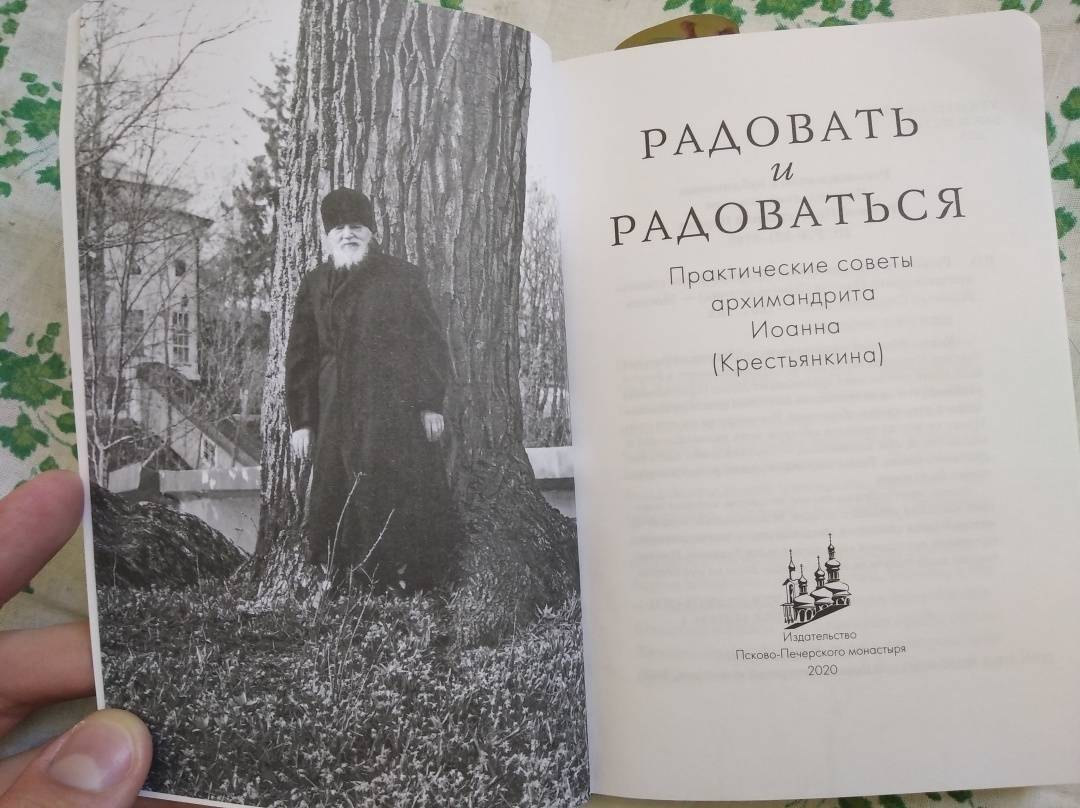 РАДОВАТЬ
и
РАДОВАТЬСЯ
Практические советы
архимандрита
Иоанна
(Крестьянкина)
Издательство
Псково-Печерского монастыря
2020